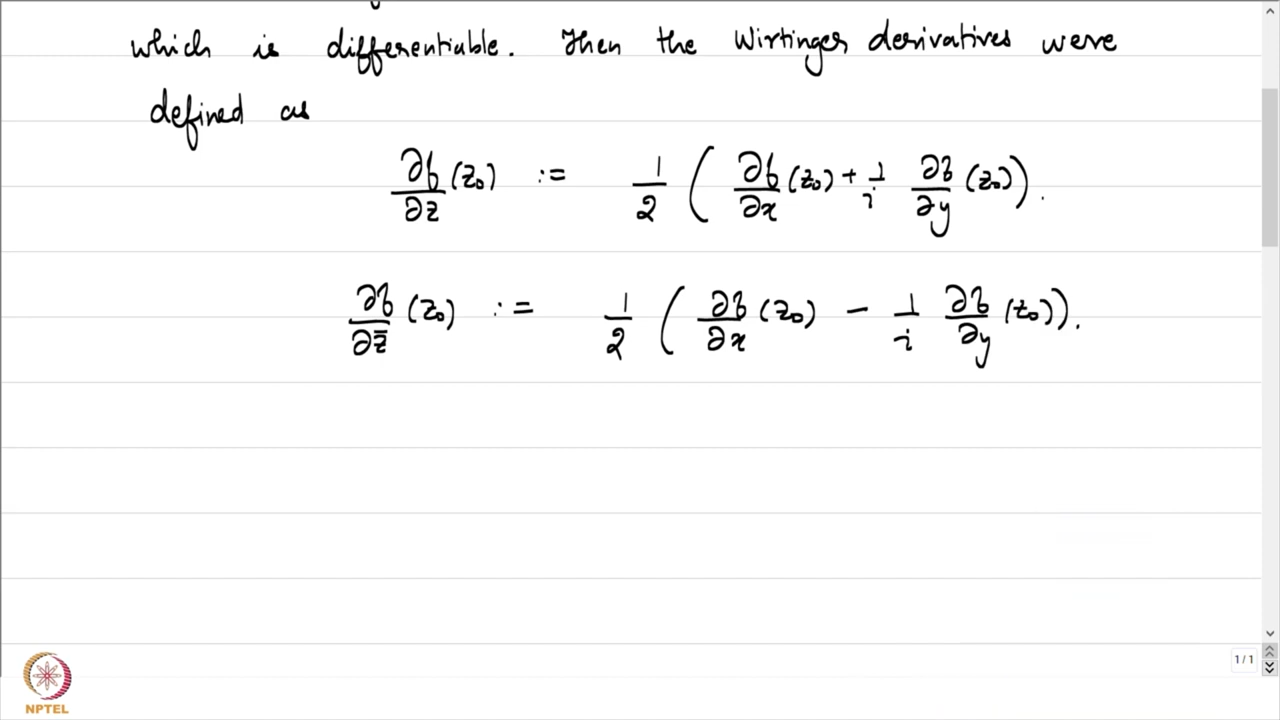 which is differentiable. Then the Wirtinger derivatives were
defined as
∂f/∂z (z₀) := 1/2 ( ∂f/∂x (z₀) + 1/i ∂f/∂y (z₀) ).
∂f/∂z̄ (z₀) := 1/2 ( ∂f/∂x (z₀) − 1/i ∂f/∂y (z₀) ).
1 / 1
NPTEL